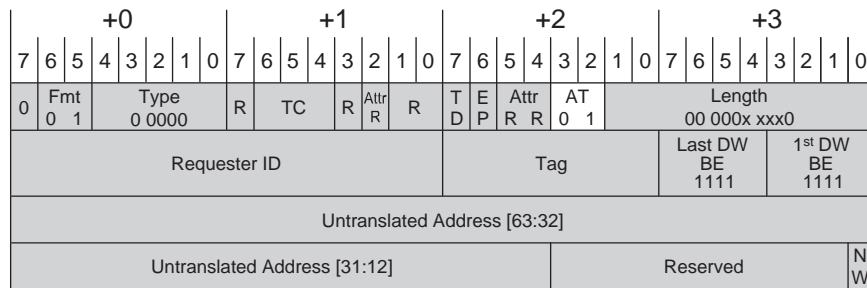 +0 +1 +2 +3
7 6 5 4 3 2 1 0 7 6 5 4 3 2 1 0 7 6 5 4 3 2 1 0 7 6 5 4 3 2 1 0
0 Fmt Type R TC R Attr R T E Attr AT Length
0 1 0 0000 R D P R R 0 1 00 000x xxx0
Requester ID Tag Last DW BE 1111 1st DW BE 1111
Untranslated Address [63:32]
Untranslated Address [31:12] Reserved N W